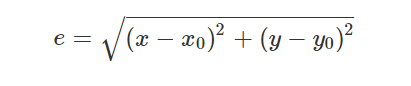 e = √((x − x₀)² + (y − y₀)²)